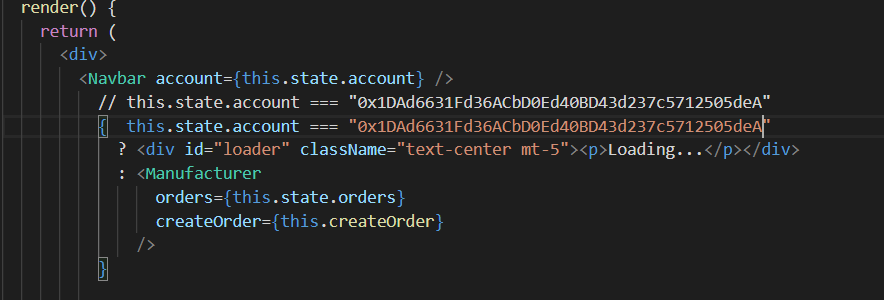 render() {
return (
<div>
<Navbar account={this.state.account} />
// this.state.account === "0x1DAd6631Fd36ACbD0Ed40BD43d237c5712505deA"
{ this.state.account === "0x1DAd6631Fd36ACbD0Ed40BD43d237c5712505deA"
? <div id="loader" className="text-center mt-5"><p>Loading...</p></div>
: <Manufacturer
orders={this.state.orders}
createOrder={this.createOrder}
/>
}